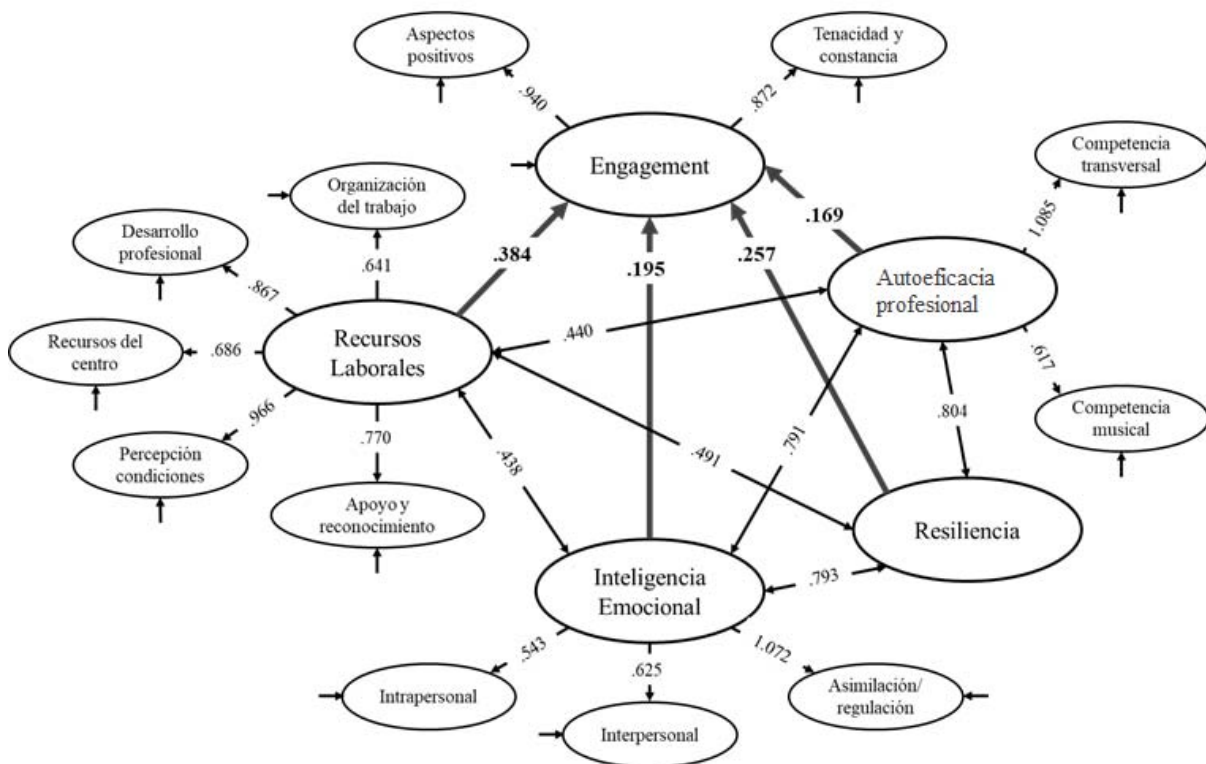 Aspectos
positivos
Tenacidad y
constancia
.940
.872
Engagement
Competencia
transversal
Organización
del trabajo
1.085
.169
Desarrollo
profesional
.384
.195
.257
.641
.867
Autoeficacia
profesional
Recursos del
centro
.686
Recursos
Laborales
.440
.617
.966
.770
.804
Competencia
musical
Percepción
condiciones
.438
.491
.791
Apoyo y
reconocimiento
Resiliencia
Inteligencia
Emocional
.793
.543
.625
1.072
Intrapersonal
Asimilación/
regulación
Interpersonal